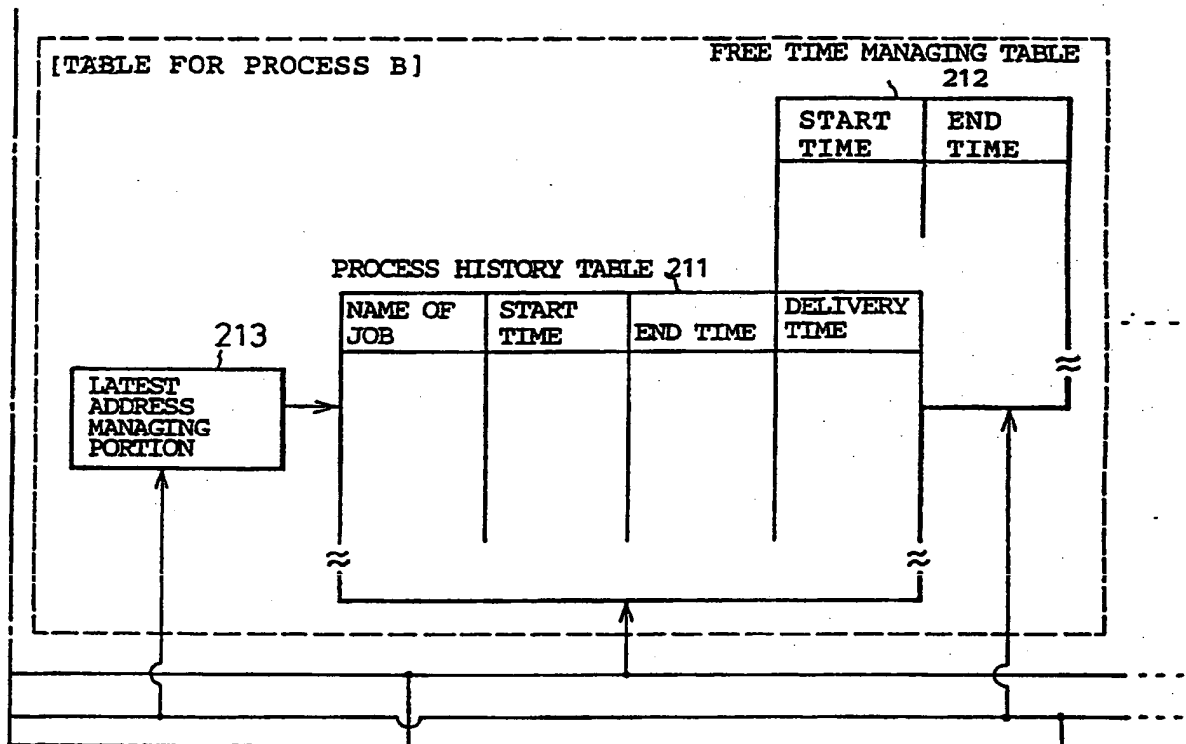 [TABLE FOR PROCESS B]
FREE TIME MANAGING TABLE
212
START
TIME
END
TIME
PROCESS HISTORY TABLE 211
NAME OF
JOB
START
TIME
END TIME
DELIVERY
TIME
213
LATEST
ADDRESS
MANAGING
PORTION